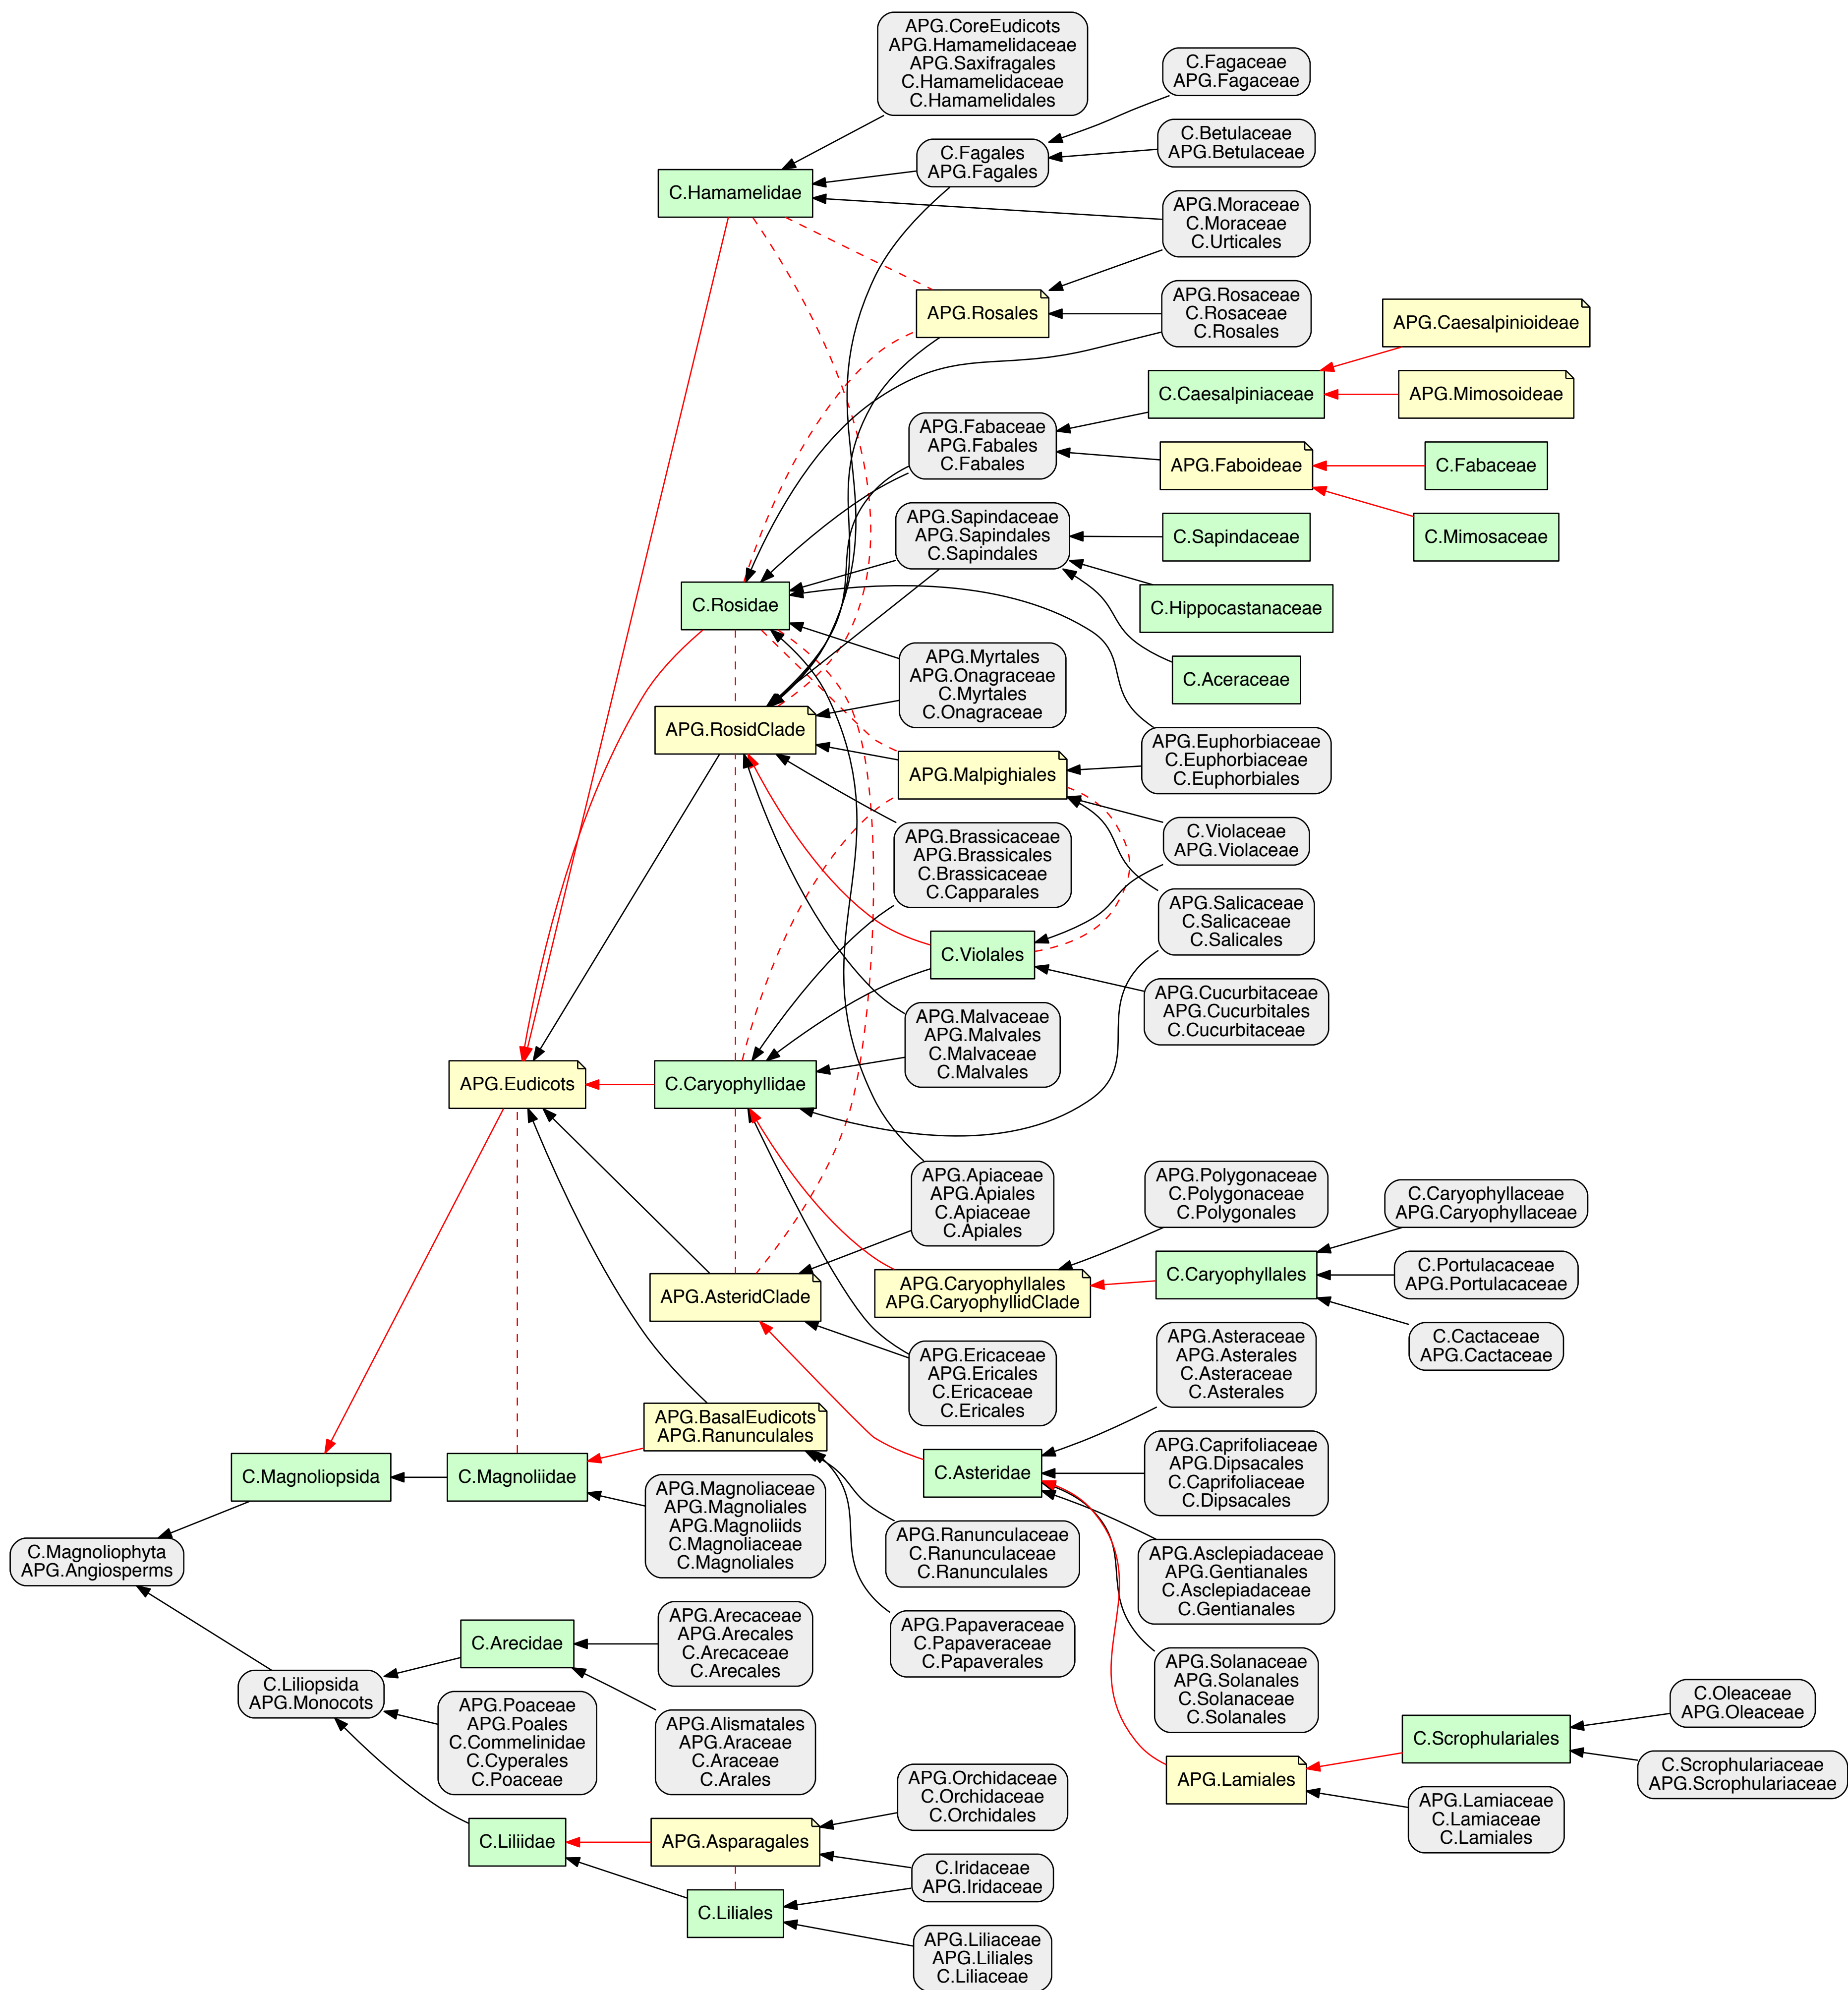 APG.CoreEudicots
APG.Hamamelidaceae
APG.Saxifragales
C.Hamamelidaceae
C.Hamamelidales
C.Fagaceae
APG.Fagaceae
C.Betulaceae
APG.Betulaceae
C.Fagales
APG.Fagales
C.Hamamelidae
APG.Moraceae
C.Moraceae
C.Urticales
APG.Rosales
APG.Rosaceae
C.Rosaceae
C.Rosales
APG.Caesalpinioideae
C.Caesalpiniaceae
APG.Mimosoideae
APG.Fabaceae
APG.Fabales
C.Fabales
APG.Faboideae
C.Fabaceae
APG.Sapindaceae
APG.Sapindales
C.Sapindales
C.Sapindaceae
C.Mimosaceae
C.Rosidae
C.Hippocastanaceae
APG.Myrtales
APG.Onagraceae
C.Myrtales
C.Onagraceae
C.Aceraceae
APG.RosidClade
APG.Malpighiales
APG.Euphorbiaceae
C.Euphorbiaceae
C.Euphorbiales
APG.Brassicaceae
APG.Brassicales
C.Brassicaceae
C.Capparales
C.Violaceae
APG.Violaceae
APG.Salicaceae
C.Salicaceae
C.Salicales
C.Violales
APG.Cucurbitaceae
APG.Cucurbitales
C.Cucurbitaceae
APG.Malvaceae
APG.Malvales
C.Malvaceae
C.Malvales
APG.Eudicots
C.Caryophyllidae
APG.Apiaceae
APG.Apiales
C.Apiaceae
C.Apiales
APG.Polygonaceae
C.Polygonaceae
C.Polygonales
C.Caryophyllaceae
APG.Caryophyllaceae
APG.AsteridClade
APG.Caryophyllales
APG.CaryophyllidClade
C.Caryophyllales
C.Portulacaceae
APG.Portulacaceae
C.Cactaceae
APG.Cactaceae
APG.Ericaceae
APG.Ericales
C.Ericaceae
C.Ericales
APG.Asteraceae
APG.Asterales
C.Asteraceae
C.Asterales
APG.BasalEudicots
APG.Ranunculales
C.Magnoliopsida
C.Magnoliidae
C.Asteridae
APG.Caprifoliaceae
APG.Dipsacales
C.Caprifoliaceae
C.Dipsacales
APG.Magnoliaceae
APG.Magnoliales
APG.Magnoliids
C.Magnoliaceae
C.Magnoliales
C.Magnoliophyta
APG.Angiosperms
APG.Ranunculaceae
C.Ranunculaceae
C.Ranunculales
APG.Asclepiadaceae
APG.Gentianales
C.Asclepiadaceae
C.Gentianales
C.Arecidae
APG.Arecaceae
APG.Arecales
C.Arecaceae
C.Arecales
APG.Papaveraceae
C.Papaveraceae
C.Papaverales
C.Liliopsida
APG.Monocots
APG.Poaceae
APG.Poales
C.Commelinidae
C.Cyperales
C.Poaceae
APG.Alismatales
APG.Araceae
C.Araceae
C.Arales
APG.Solanaceae
APG.Solanales
C.Solanaceae
C.Solanales
C.Oleaceae
APG.Oleaceae
C.Scrophulariales
APG.Lamiales
C.Scrophulariaceae
APG.Scrophulariaceae
APG.Lamiaceae
C.Lamiaceae
C.Lamiales
APG.Orchidaceae
C.Orchidaceae
C.Orchidales
C.Liliidae
APG.Asparagales
C.Iridaceae
APG.Iridaceae
C.Liliales
APG.Liliaceae
APG.Liliales
C.Liliaceae